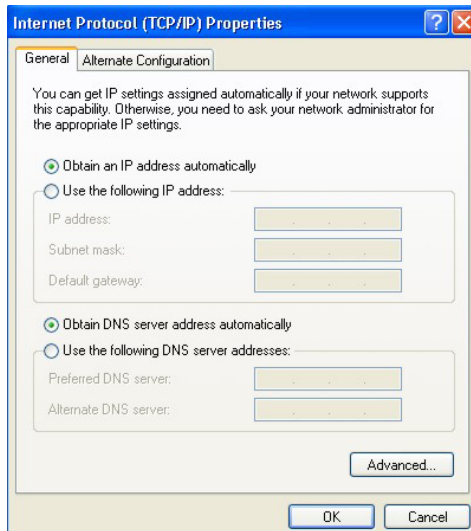 Internet Protocol (TCP/IP) Properties
General
Alternate Configuration
You can get IP settings assigned automatically if your network supports
this capability. Otherwise, you need to ask your network administrator for
the appropriate IP settings.
Obtain an IP address automatically
Use the following IP address:
IP address:
Subnet mask:
Default gateway:
Obtain DNS server address automatically
Use the following DNS server addresses:
Preferred DNS server:
Alternate DNS server:
Advanced...
OK
Cancel